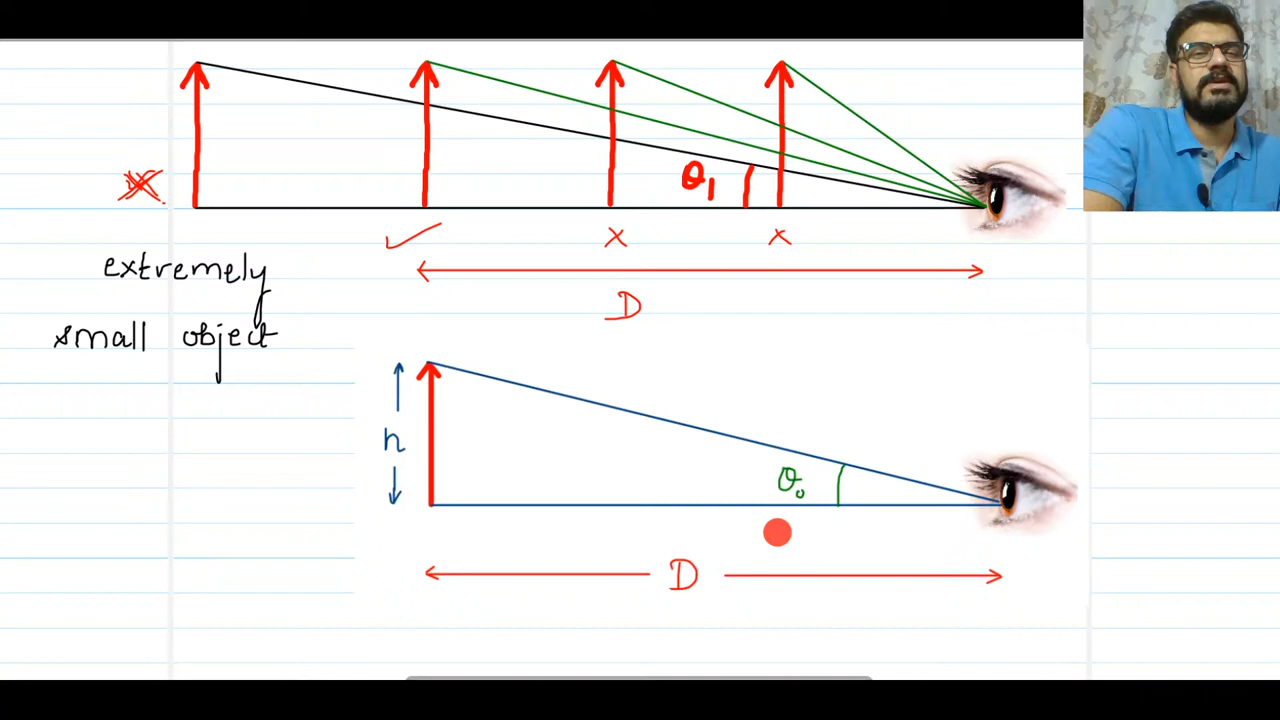 θ₁
x x
D
extremely
small object
h
θ₀
D